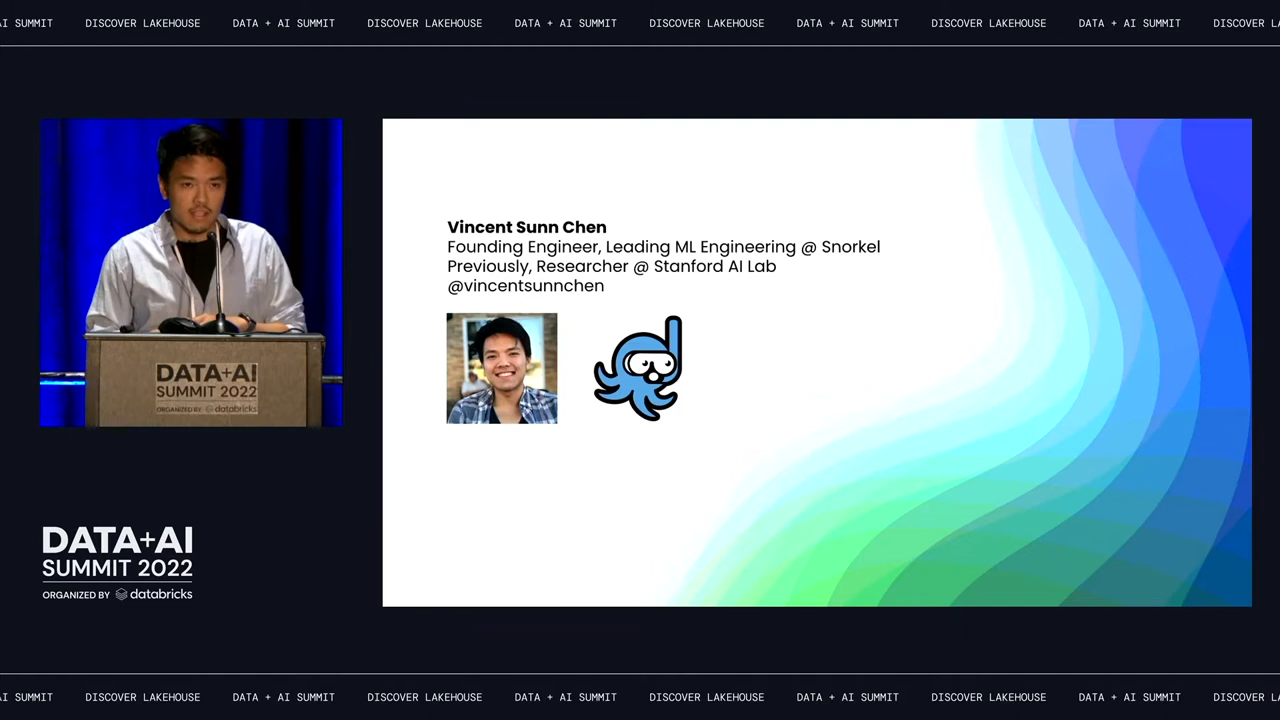 AI SUMMIT DISCOVER LAKEHOUSE DATA + AI SUMMIT DISCOVER LAKEHOUSE DATA + AI SUMMIT DISCOVER LAKEHOUSE DATA + AI SUMMIT DISCOVER LAKEHOUSE DATA + AI SUMMIT DISCOVER
Vincent Sunn Chen
Founding Engineer, Leading ML Engineering @ Snorkel
Previously, Researcher @ Stanford AI Lab
@vincentsunnchen
DATA+AI
SUMMIT 2022
ORGANIZED BY databricks
DATA+AI
SUMMIT 2022
ORGANIZED BY databricks
AI SUMMIT DISCOVER LAKEHOUSE DATA + AI SUMMIT DISCOVER LAKEHOUSE DATA + AI SUMMIT DISCOVER LAKEHOUSE DATA + AI SUMMIT DISCOVER LAKEHOUSE DATA + AI SUMMIT DISCOVER